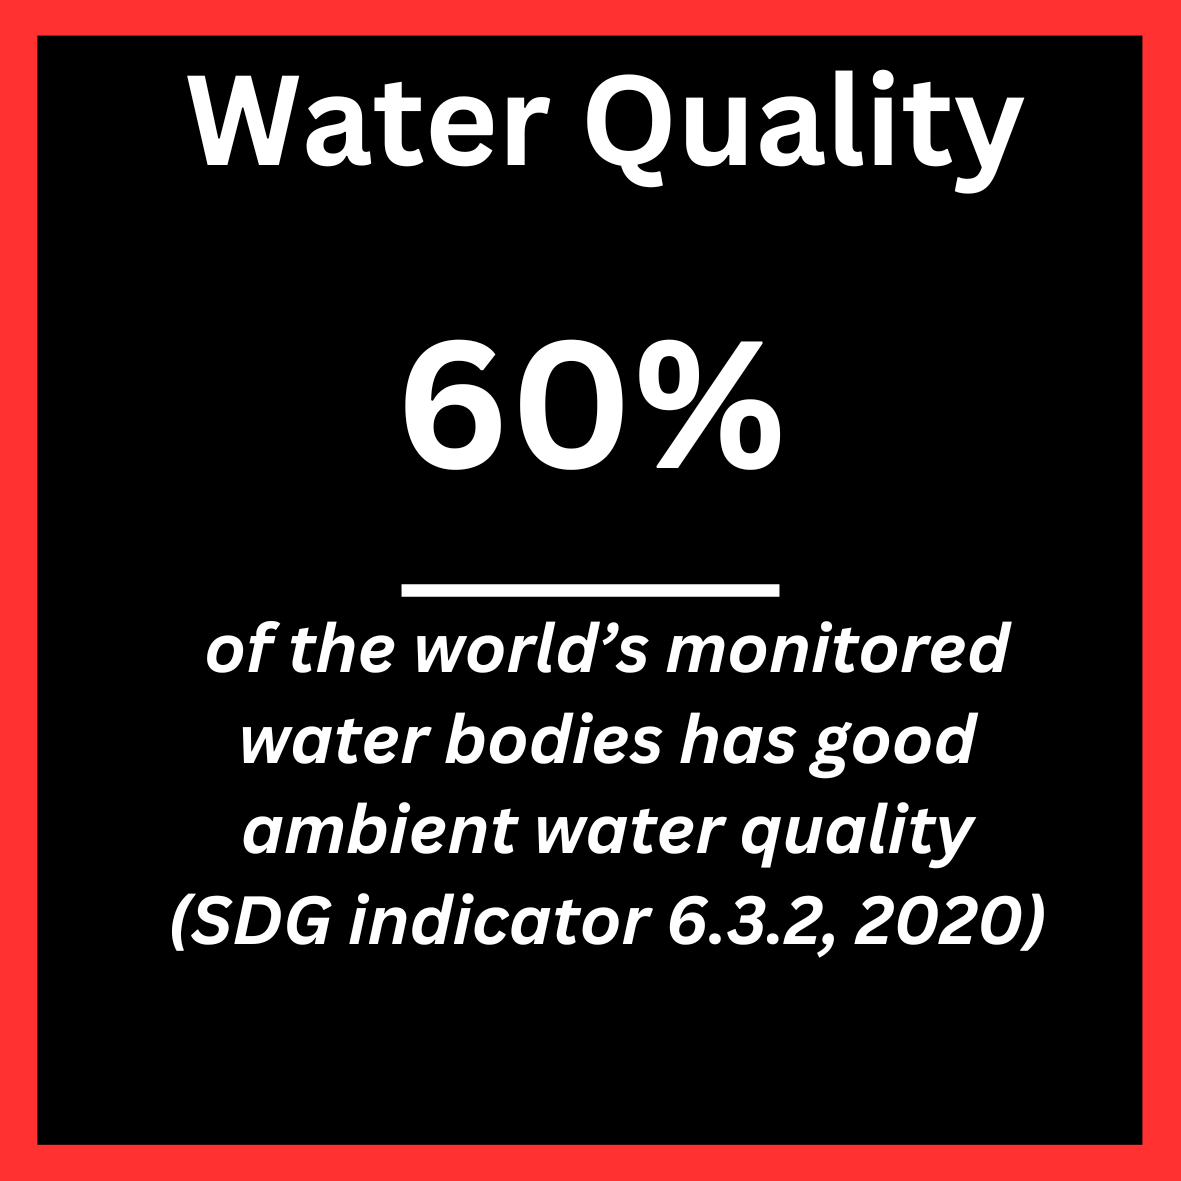 Water Quality
60%
of the world’s monitored
water bodies has good
ambient water quality
(SDG indicator 6.3.2, 2020)